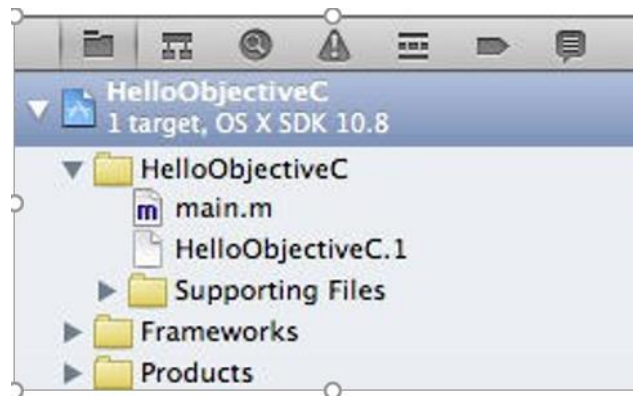 HelloObjectiveC
1 target, OS X SDK 10.8
HelloObjectiveC
m main.m
HelloObjectiveC.1
Supporting Files
Frameworks
Products